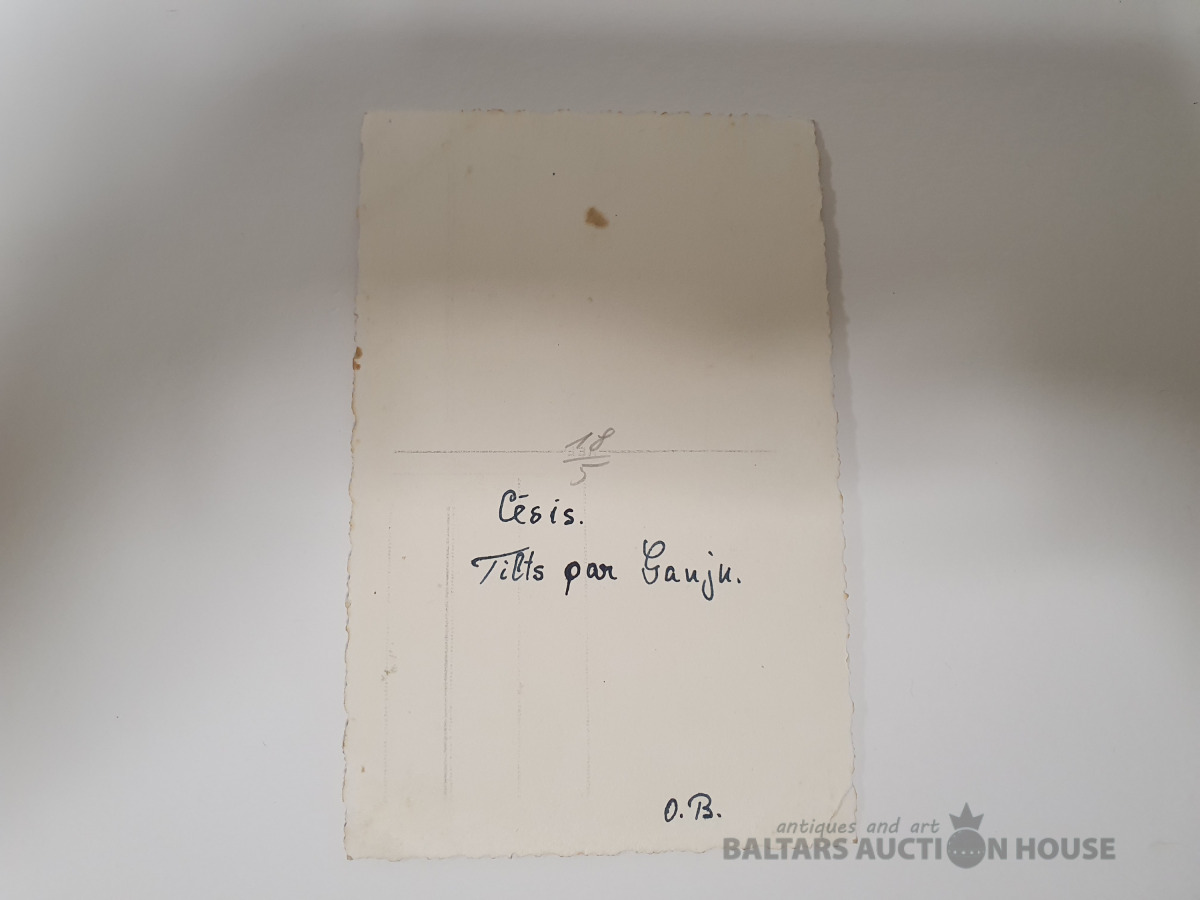 18
5
Cēsis.
Tilts par Gauju.
O.B.
antiques and art
BALTARS AUCTION HOUSE